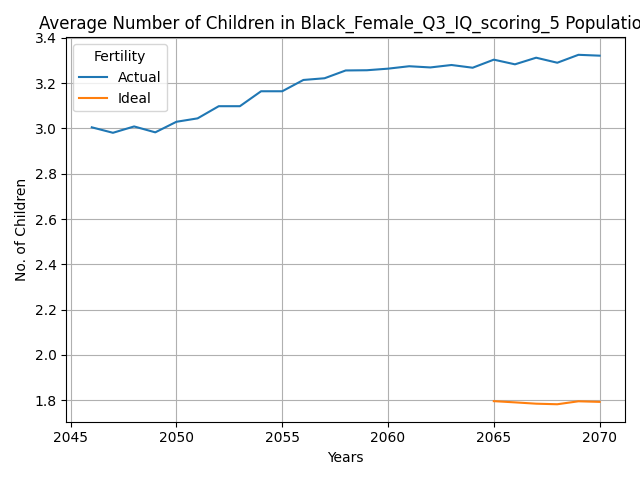 Average Number of Children in Black_Female_Q3_IQ_scoring_5 Populatio
3.4
3.2
3.0
2.8
2.6
2.4
2.2
2.0
1.8
No. of Children
Fertility
Actual
Ideal
2045
2050
2055
2060
2065
2070
Years